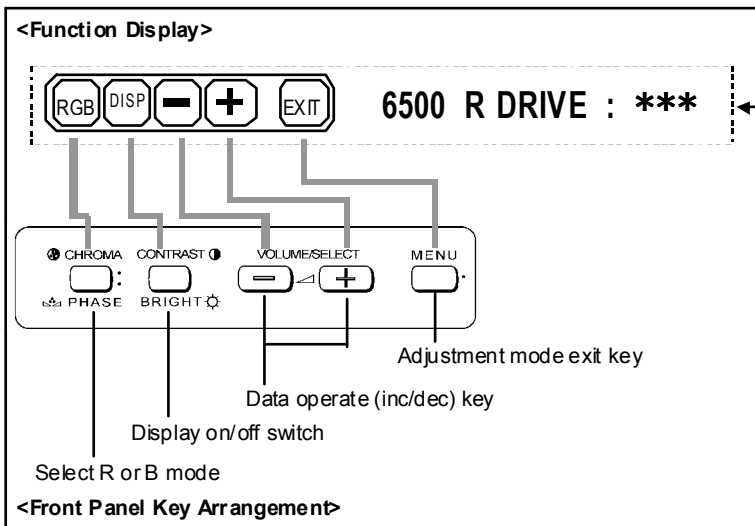 <Function Display>
RGB DISP − + EXIT 6500 R DRIVE : ***
CHROMA CONTRAST VOLUME/SELECT MENU
− +
PHASE BRIGHT
Adjustment mode exit key
Data operate (inc/dec) key
Display on/off switch
Select R or B mode
<Front Panel Key Arrangement>